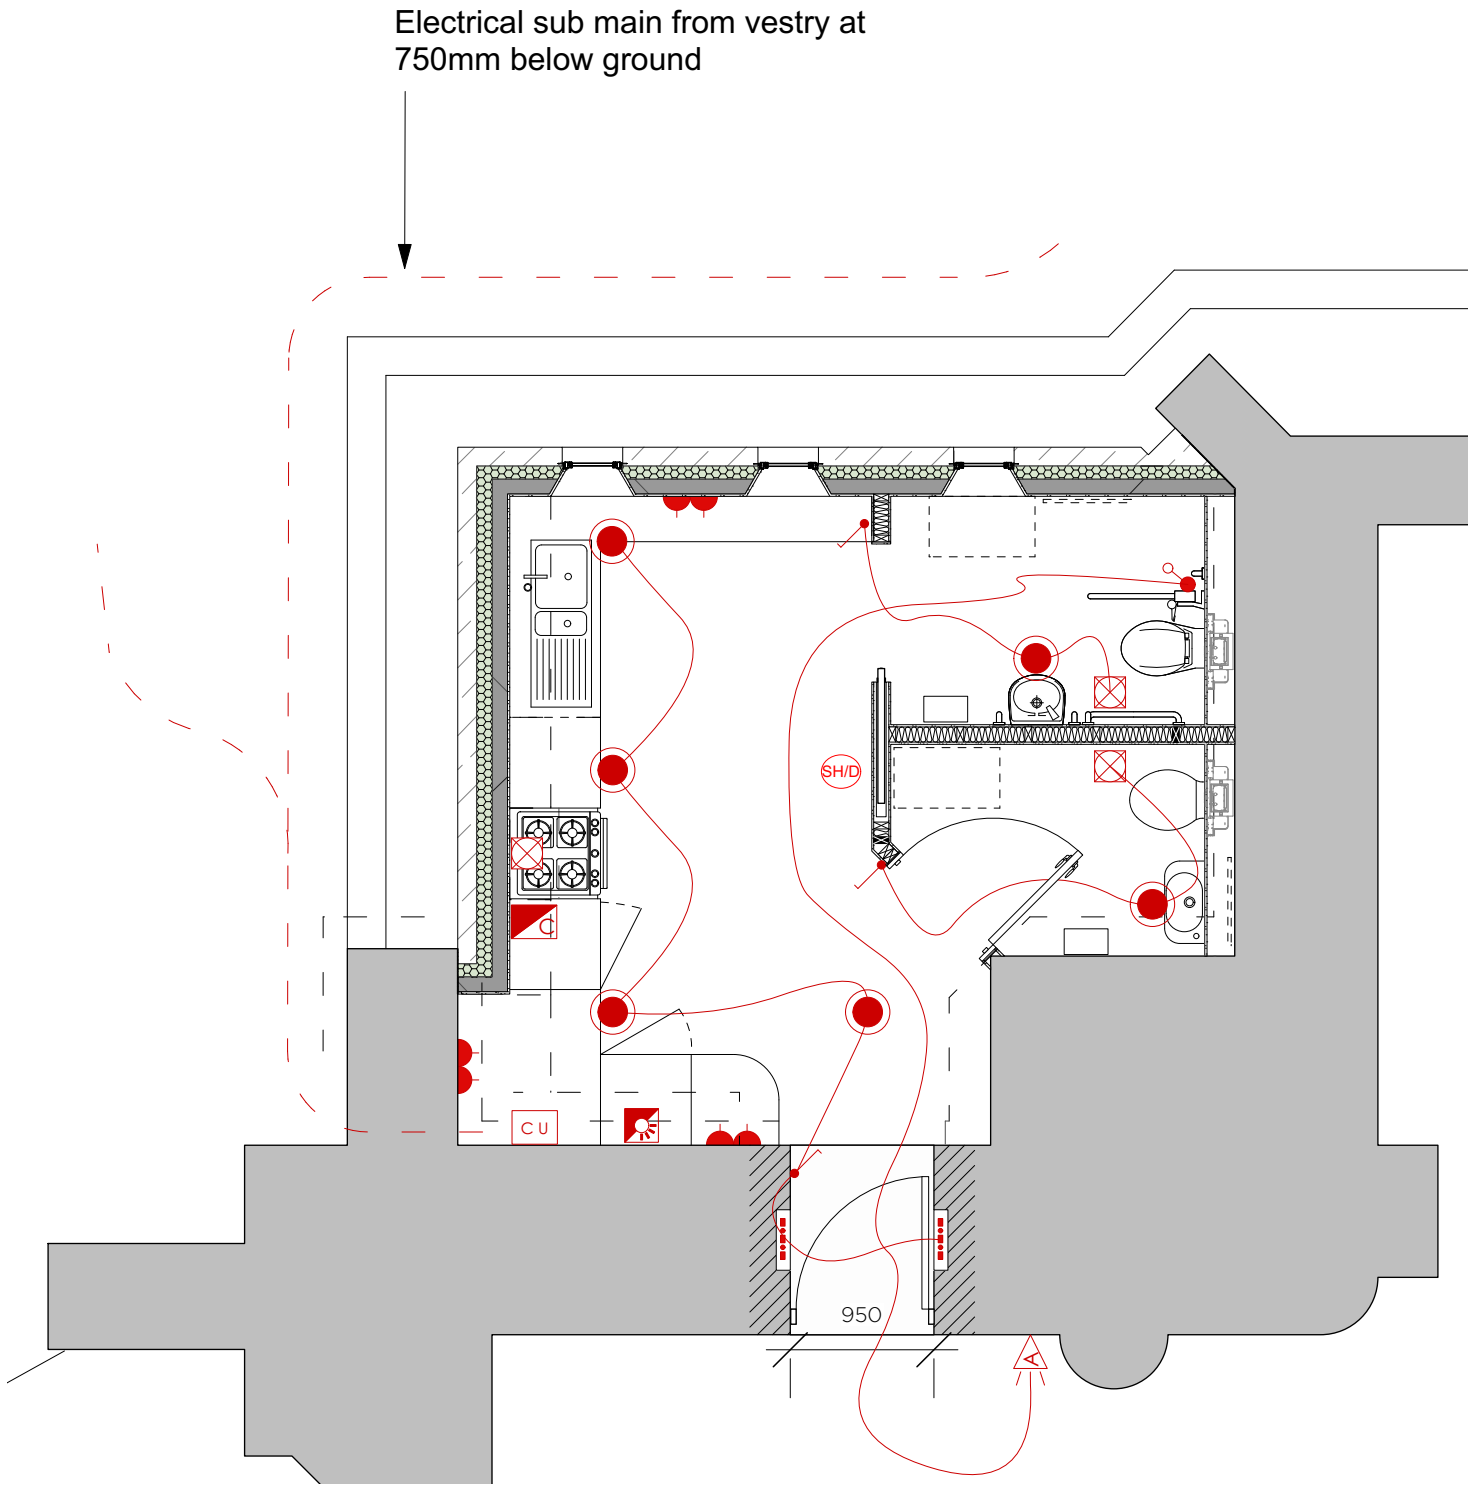 Electrical sub main from vestry at
750mm below ground
SH/D
C
CU
950
A